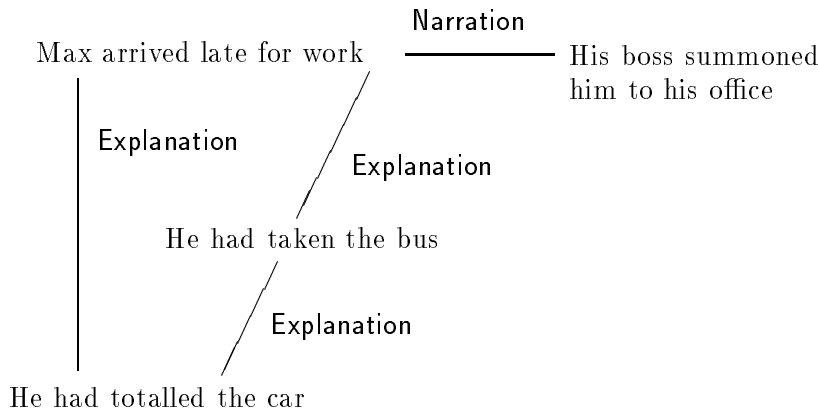 Narration
Max arrived late for work
His boss summoned
him to his office
Explanation
Explanation
He had taken the bus
Explanation
He had totalled the car